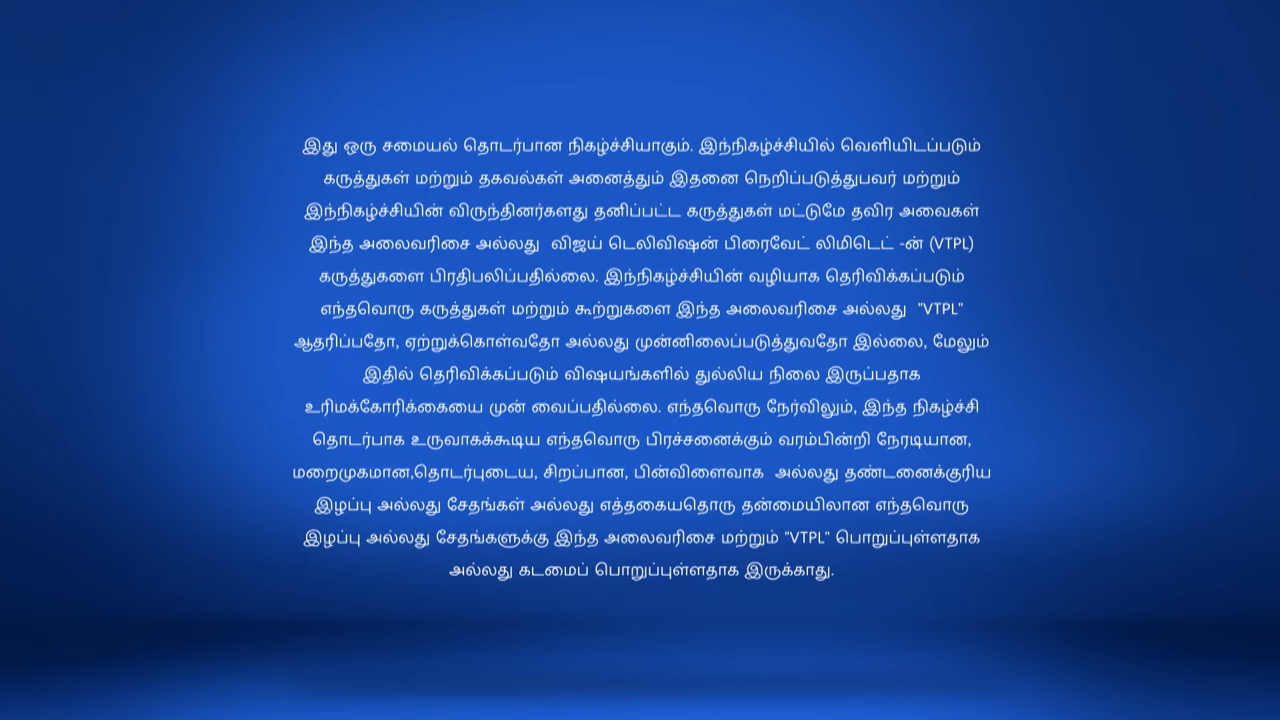 இது ஒரு சமையல் தொடர்பான நிகழ்ச்சியாகும். இந்நிகழ்ச்சியில் வெளியிடப்படும்
கருத்துகள் மற்றும் தகவல்கள் அனைத்தும் இதனை நெறிப்படுத்துபவர் மற்றும்
இந்நிகழ்ச்சியின் விருந்தினர்களது தனிப்பட்ட கருத்துகள் மட்டுமே தவிர அவைகள்
இந்த அலைவரிசை அல்லது  விஜய் டெலிவிஷன் பிரைவேட் லிமிடெட் -ன் (VTPL)
கருத்துகளை பிரதிபலிப்பதில்லை. இந்நிகழ்ச்சியின் வழியாக தெரிவிக்கப்படும்
எந்தவொரு கருத்துகள் மற்றும் கூற்றுகளை இந்த அலைவரிசை அல்லது  "VTPL"
ஆதரிப்பதோ, ஏற்றுக்கொள்வதோ அல்லது முன்னிலைப்படுத்துவதோ இல்லை, மேலும்
இதில் தெரிவிக்கப்படும் விஷயங்களில் துல்லிய நிலை இருப்பதாக
உரிமக்கோரிக்கையை முன் வைப்பதில்லை. எந்தவொரு நேர்விலும், இந்த நிகழ்ச்சி
தொடர்பாக உருவாகக்கூடிய எந்தவொரு பிரச்சனைக்கும் வரம்பின்றி நேரடியான,
மறைமுகமான,தொடர்புடைய, சிறப்பான, பின்விளைவாக  அல்லது தண்டனைக்குரிய
இழப்பு அல்லது சேதங்கள் அல்லது எத்தகையதொரு தன்மையிலான எந்தவொரு
இழப்பு அல்லது சேதங்களுக்கு இந்த அலைவரிசை மற்றும் "VTPL" பொறுப்புள்ளதாக
அல்லது கடமைப் பொறுப்புள்ளதாக இருக்காது.